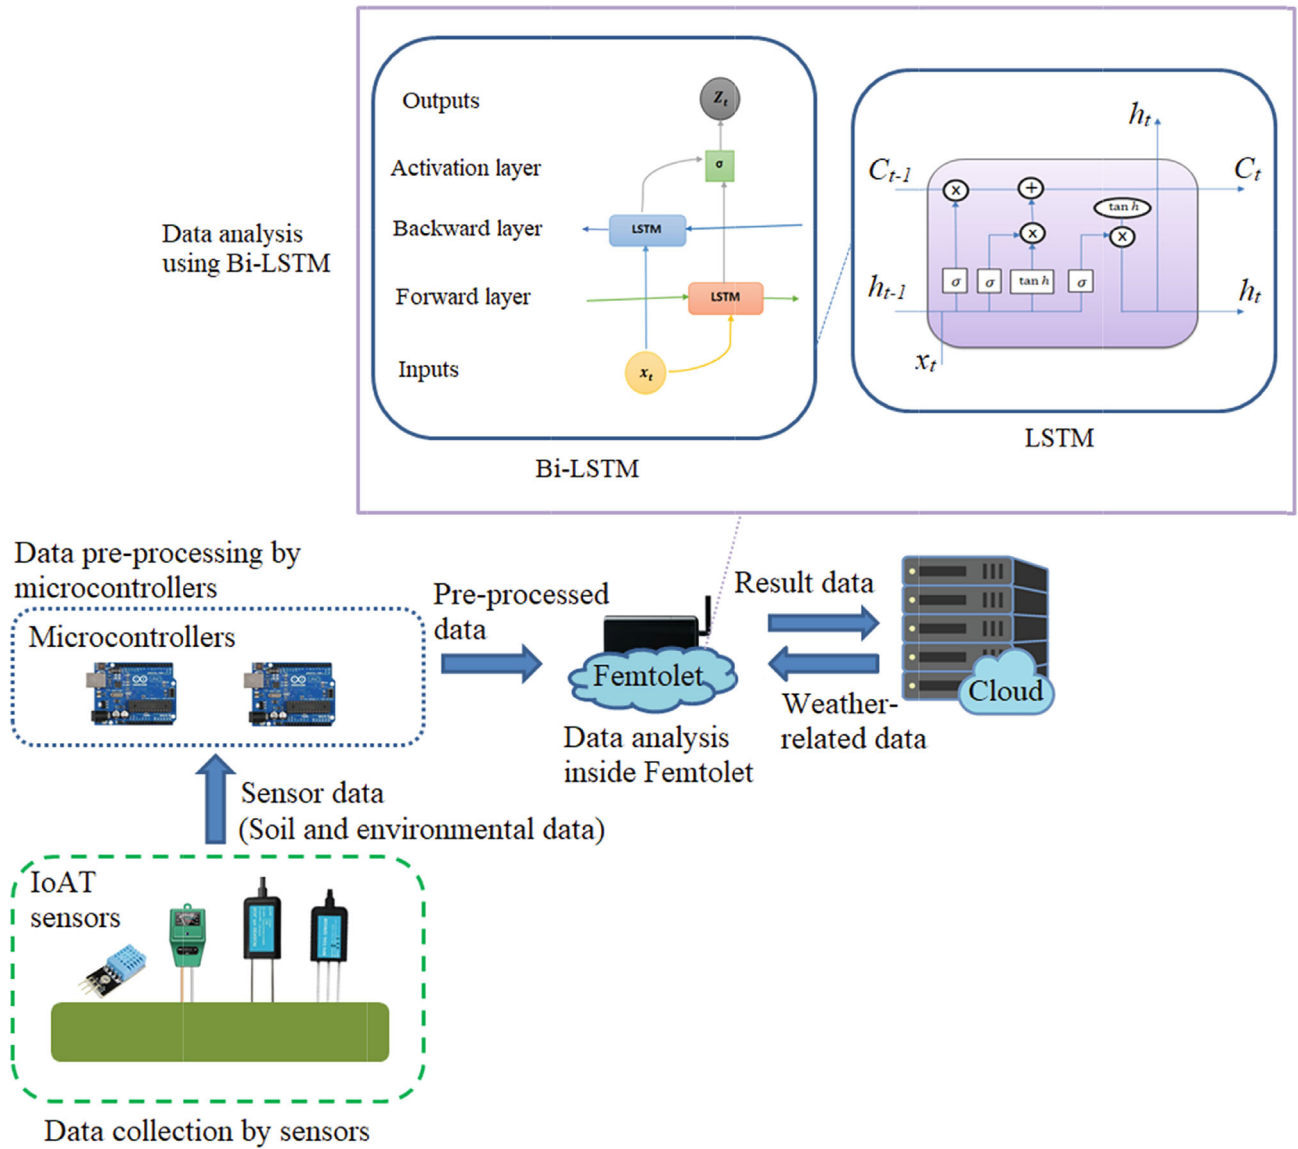 Outputs
Z_t
Activation layer
σ
Backward layer
LSTM
Forward layer
LSTM
Inputs
x_t
Bi-LSTM
Data analysis
using Bi-LSTM
h_t
C_{t-1}
C_t
x
+
tan h
x
x
h_{t-1}
σ
σ
tan h
σ
h_t
x_t
LSTM
Data pre-processing by
microcontrollers
Microcontrollers
Pre-processed
data
Result data
Femtolet
Cloud
Weather-
related data
Data analysis
inside Femtolet
Sensor data
(Soil and environmental data)
IoAT
sensors
Data collection by sensors